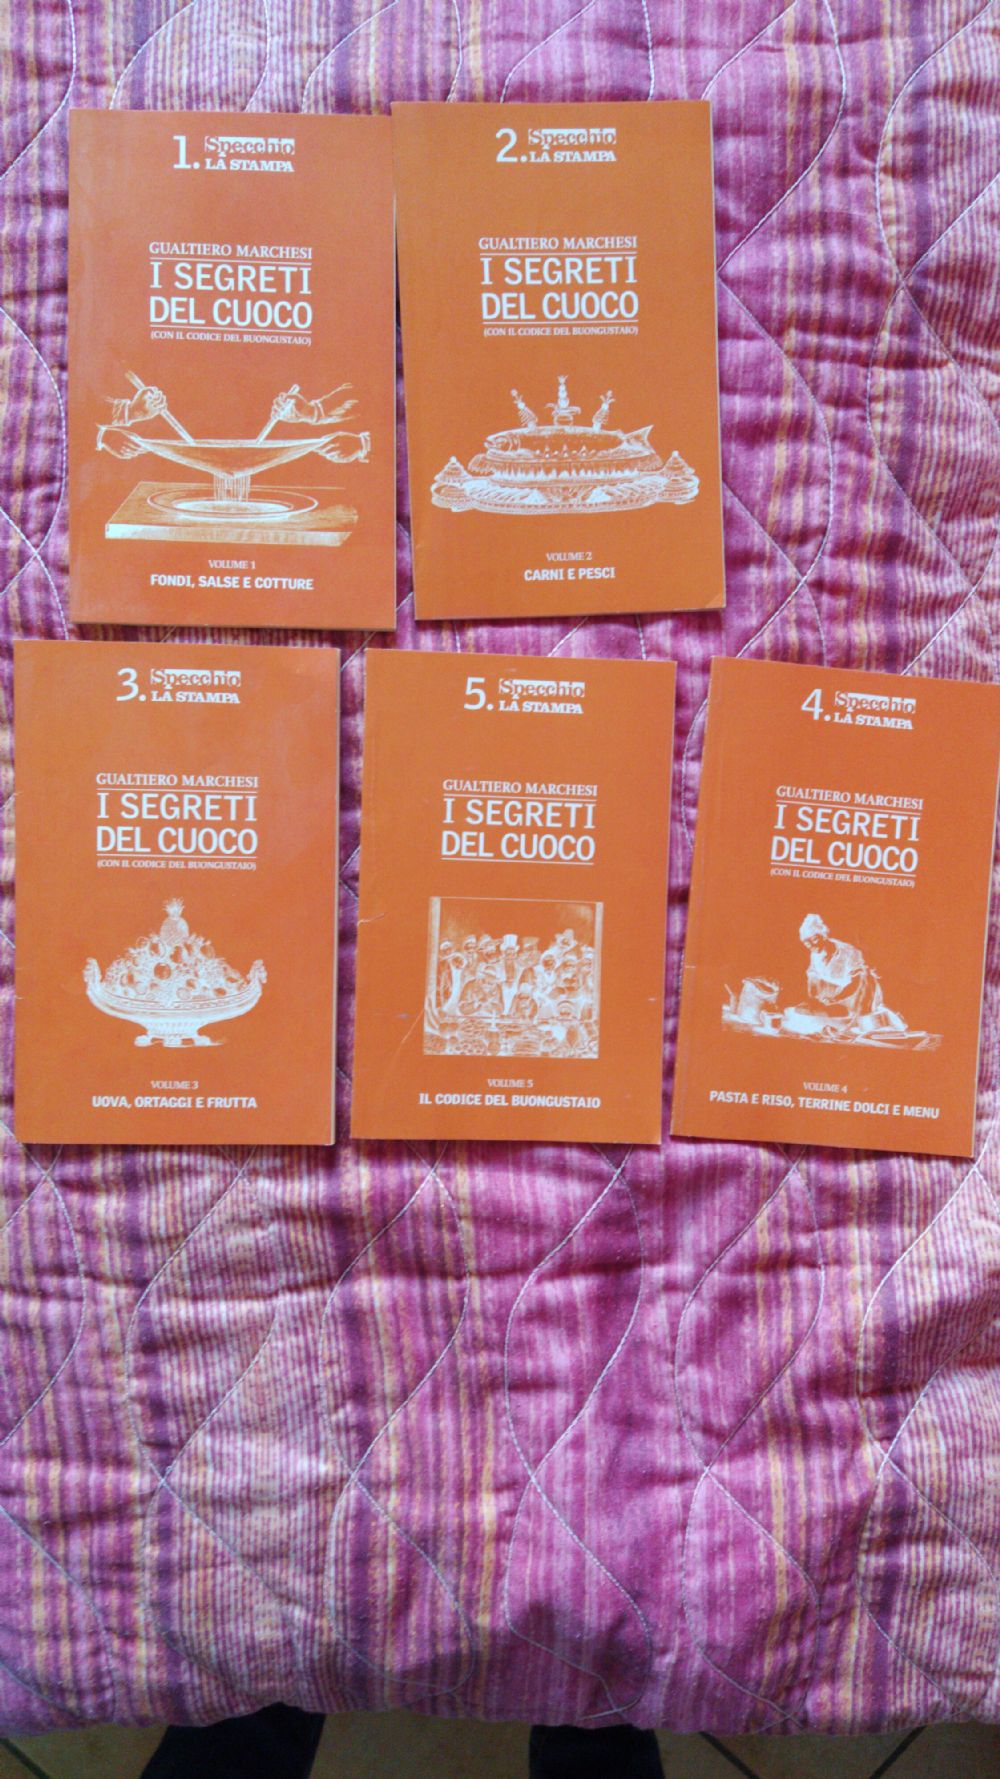 1. Specchio
LA STAMPA
GUALTIERO MARCHESI
I SEGRETI
DEL CUOCO
(CON IL CODICE DEL BUONGUSTAIO)
VOLUME 1
FONDI, SALSE E COTTURE
2. Specchio
LA STAMPA
GUALTIERO MARCHESI
I SEGRETI
DEL CUOCO
(CON IL CODICE DEL BUONGUSTAIO)
VOLUME 2
CARNI E PESCI
3. Specchio
LA STAMPA
GUALTIERO MARCHESI
I SEGRETI
DEL CUOCO
(CON IL CODICE DEL BUONGUSTAIO)
VOLUME 3
UOVA, ORTAGGI E FRUTTA
5. Specchio
LA STAMPA
GUALTIERO MARCHESI
I SEGRETI
DEL CUOCO
VOLUME 5
IL CODICE DEL BUONGUSTAIO
4. Specchio
LA STAMPA
GUALTIERO MARCHESI
I SEGRETI
DEL CUOCO
(CON IL CODICE DEL BUONGUSTAIO)
VOLUME 4
PASTA E RISO, TERRINE DOLCI E MENU